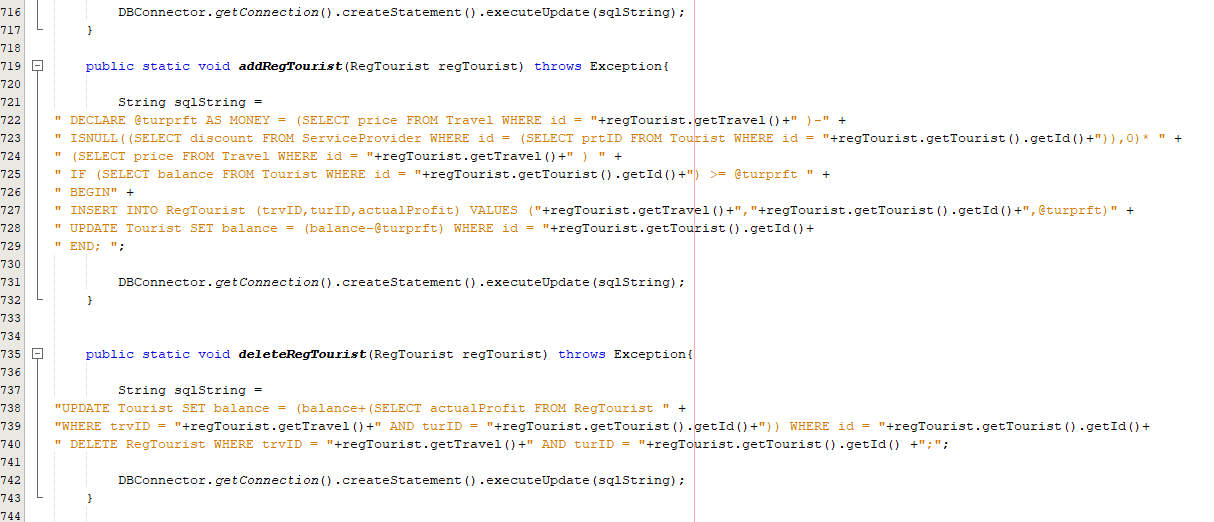 716 DBConnector.getConnection().createStatement().executeUpdate(sqlString);
717 }
718
719 public static void addRegTourist(RegTourist regTourist) throws Exception{
720
721 String sqlString =
722 " DECLARE @turprft AS MONEY = (SELECT price FROM Travel WHERE id = "+regTourist.getTravel()+" )-" +
723 " ISNULL((SELECT discount FROM ServiceProvider WHERE id = (SELECT prtID FROM Tourist WHERE id = "+regTourist.getTourist().getId()+")),0)* " +
724 " (SELECT price FROM Travel WHERE id = "+regTourist.getTravel()+" ) " +
725 " IF (SELECT balance FROM Tourist WHERE id = "+regTourist.getTourist().getId()+") >= @turprft " +
726 " BEGIN" +
727 " INSERT INTO RegTourist (trvID,turID,actualProfit) VALUES ("+regTourist.getTravel()+","+regTourist.getTourist().getId()+",@turprft)" +
728 " UPDATE Tourist SET balance = (balance-@turprft) WHERE id = "+regTourist.getTourist().getId()+
729 " END; ";
730
731 DBConnector.getConnection().createStatement().executeUpdate(sqlString);
732 }
733
734
735 public static void deleteRegTourist(RegTourist regTourist) throws Exception{
736
737 String sqlString =
738 "UPDATE Tourist SET balance = (balance+(SELECT actualProfit FROM RegTourist " +
739 "WHERE trvID = "+regTourist.getTravel()+" AND turID = "+regTourist.getTourist().getId()+")) WHERE id = "+regTourist.getTourist().getId()+
740 " DELETE RegTourist WHERE trvID = "+regTourist.getTravel()+" AND turID = "+regTourist.getTourist().getId() +";";
741
742 DBConnector.getConnection().createStatement().executeUpdate(sqlString);
743 }
744